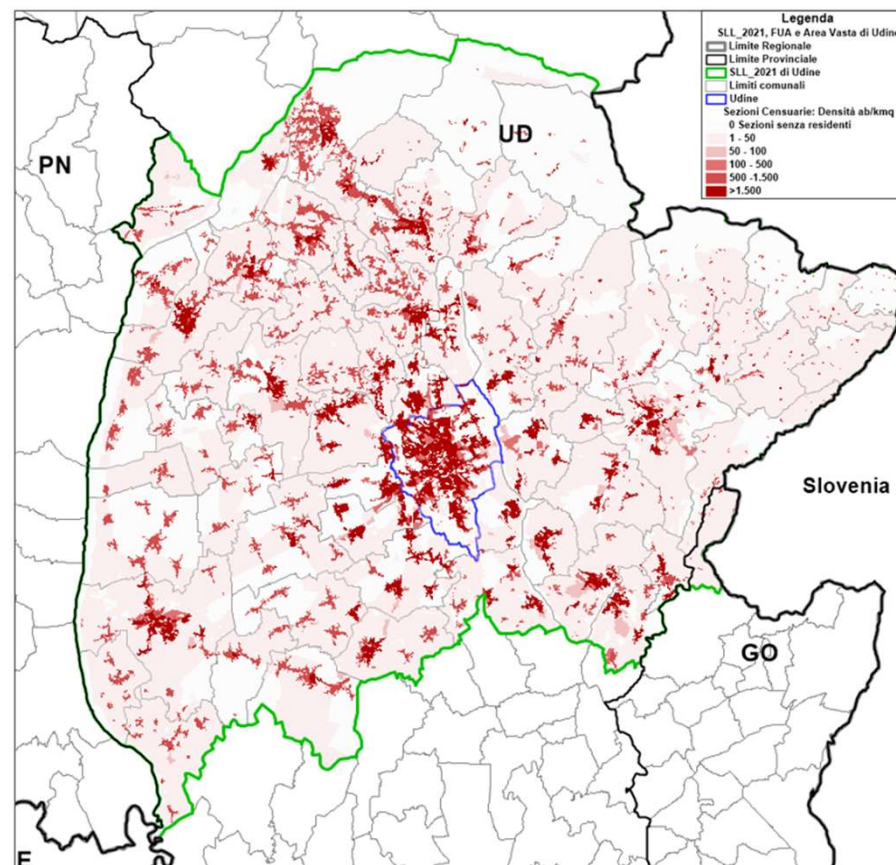 Legenda
SLL_2021, FUA e Area Vasta di Udine
Limite Regionale
Limite Provinciale
SLL_2021 di Udine
Limiti comunali
Udine
Sezioni Censuarie: Densità ab/kmq
0 Sezioni senza residenti
1 - 50
50 - 100
100 - 500
500 -1.500
>1.500
UD
PN
Slovenia
GO